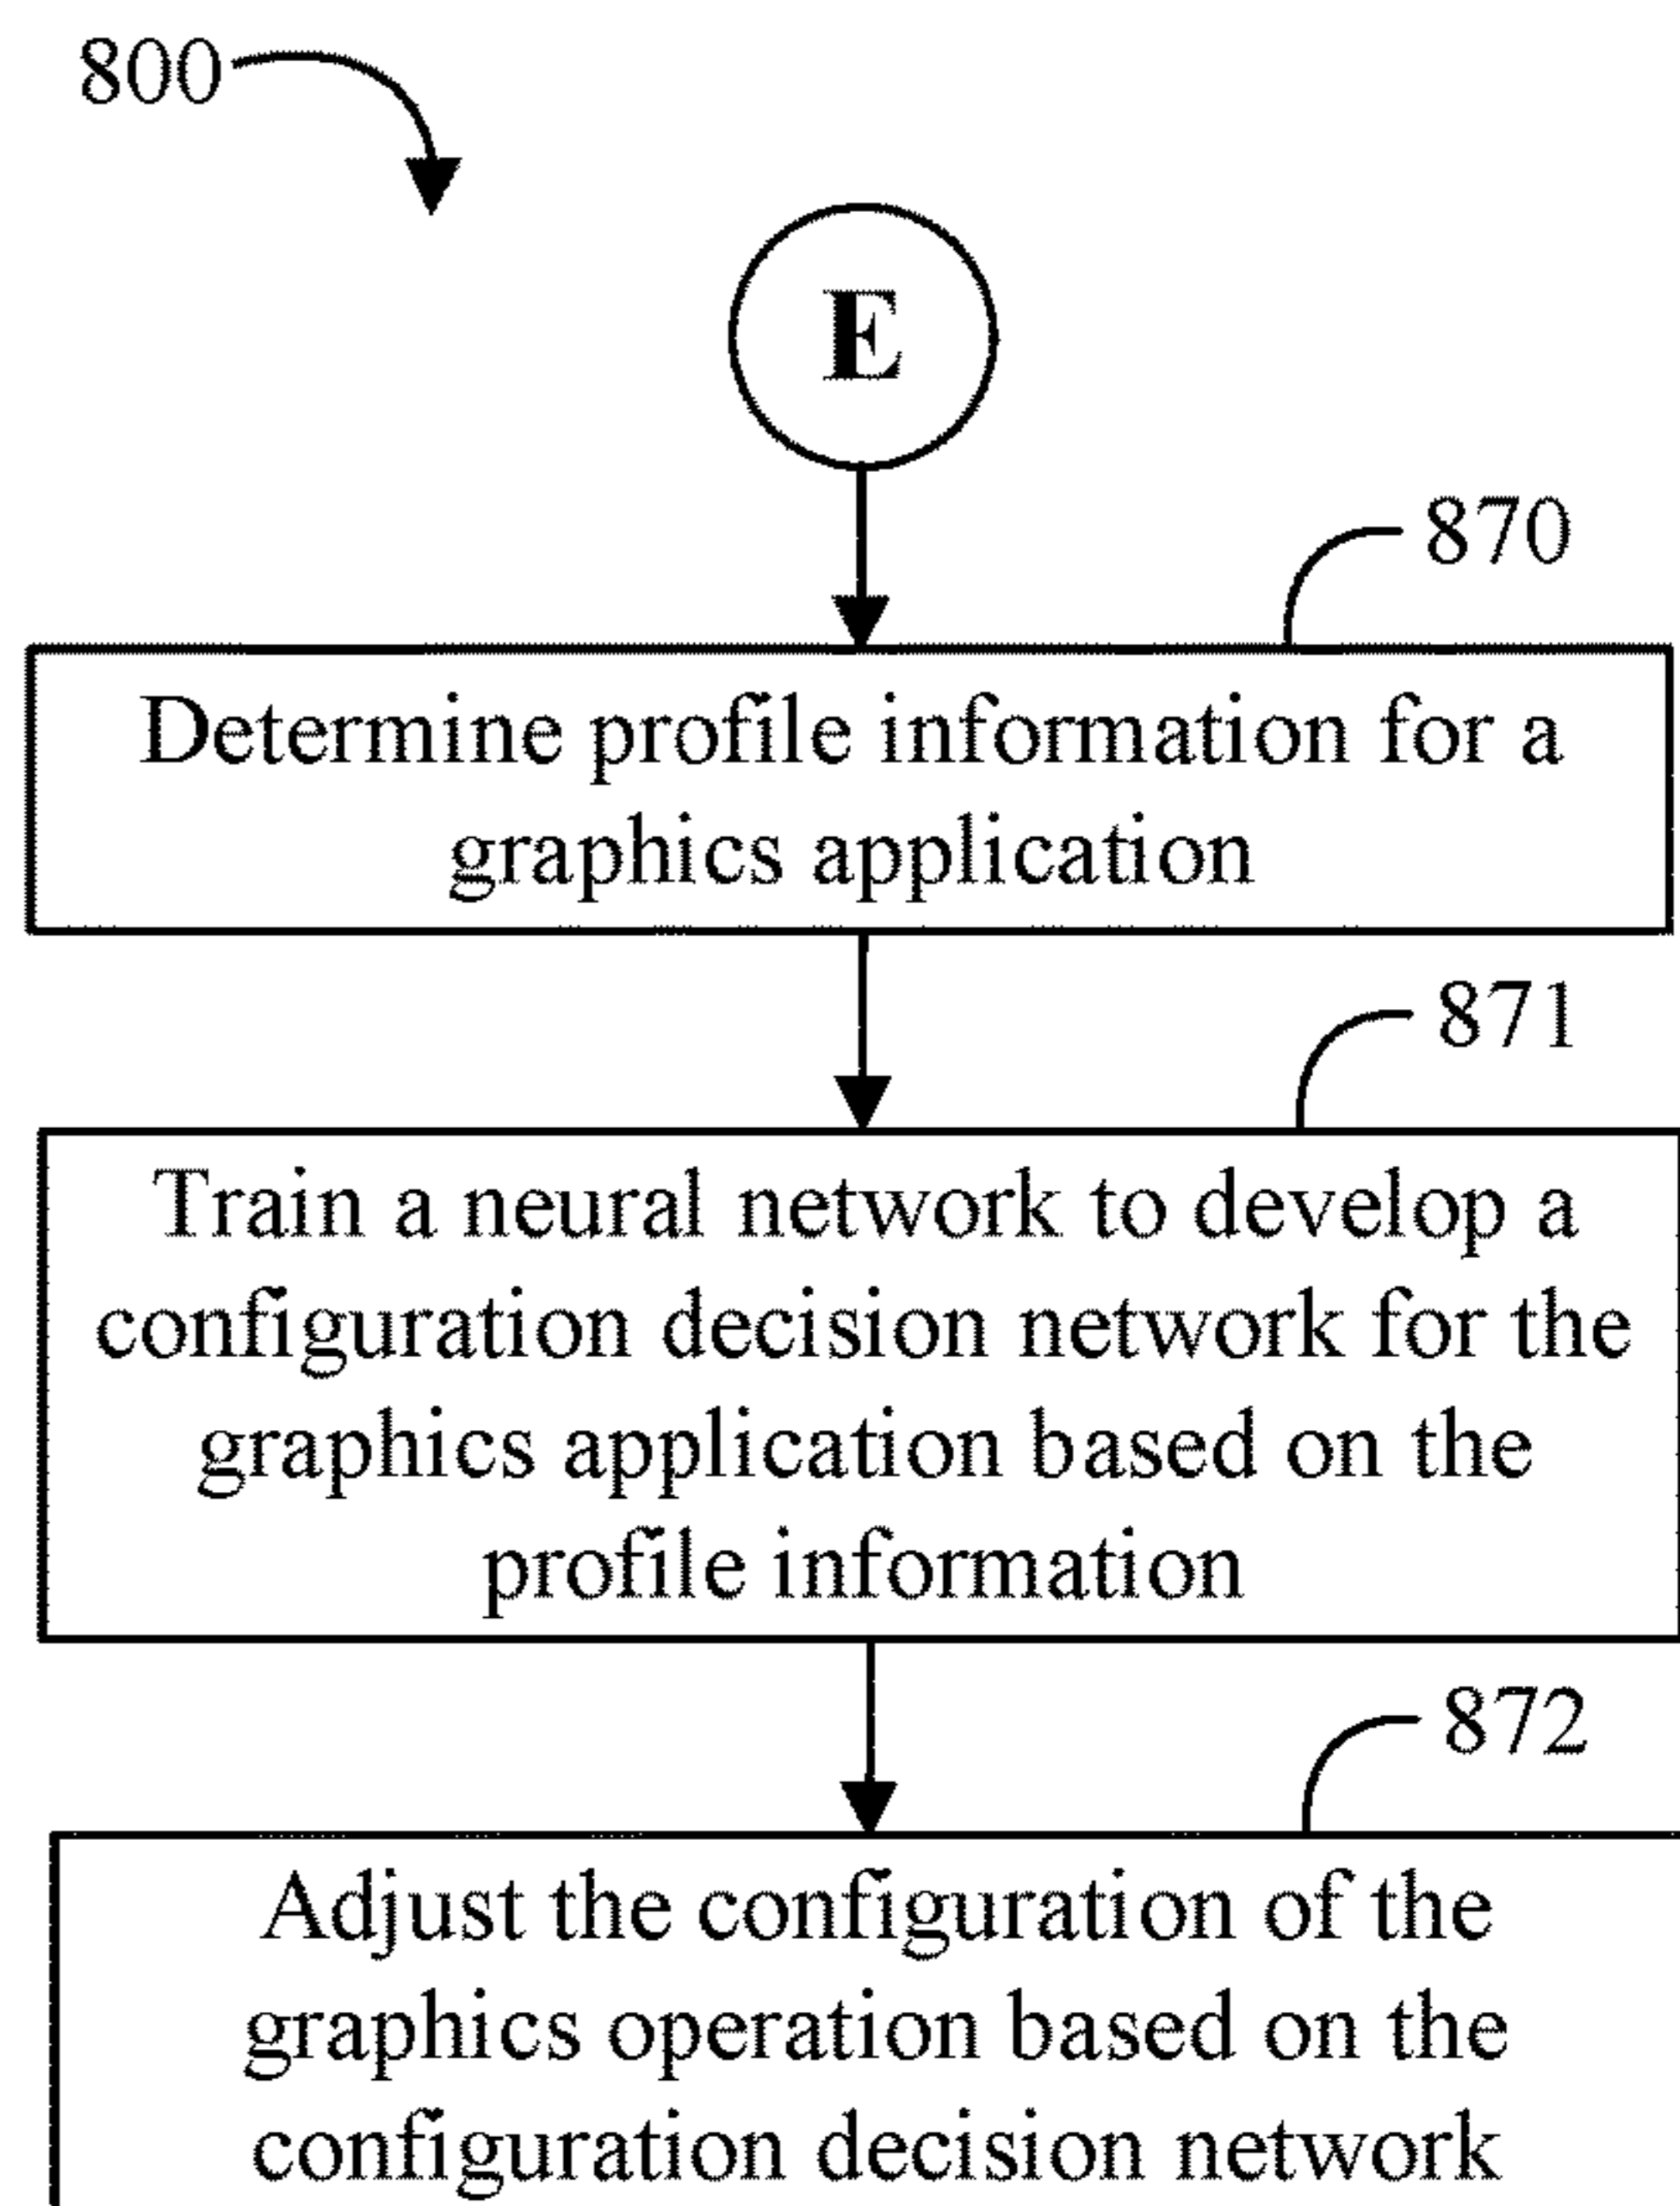 800
E
870
Determine profile information for a
graphics application
871
Train a neural network to develop a
configuration decision network for the
graphics application based on the
profile information
872
Adjust the configuration of the
graphics operation based on the
configuration decision network